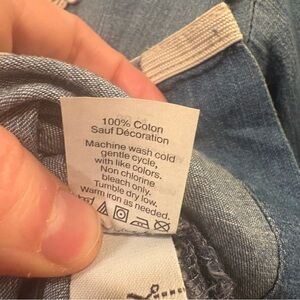 100% Coton
Sauf Décoration
Machine wash cold
gentle cycle,
with like colors.
Non chlorine
bleach only.
Tumble dry low.
Warm iron as needed.